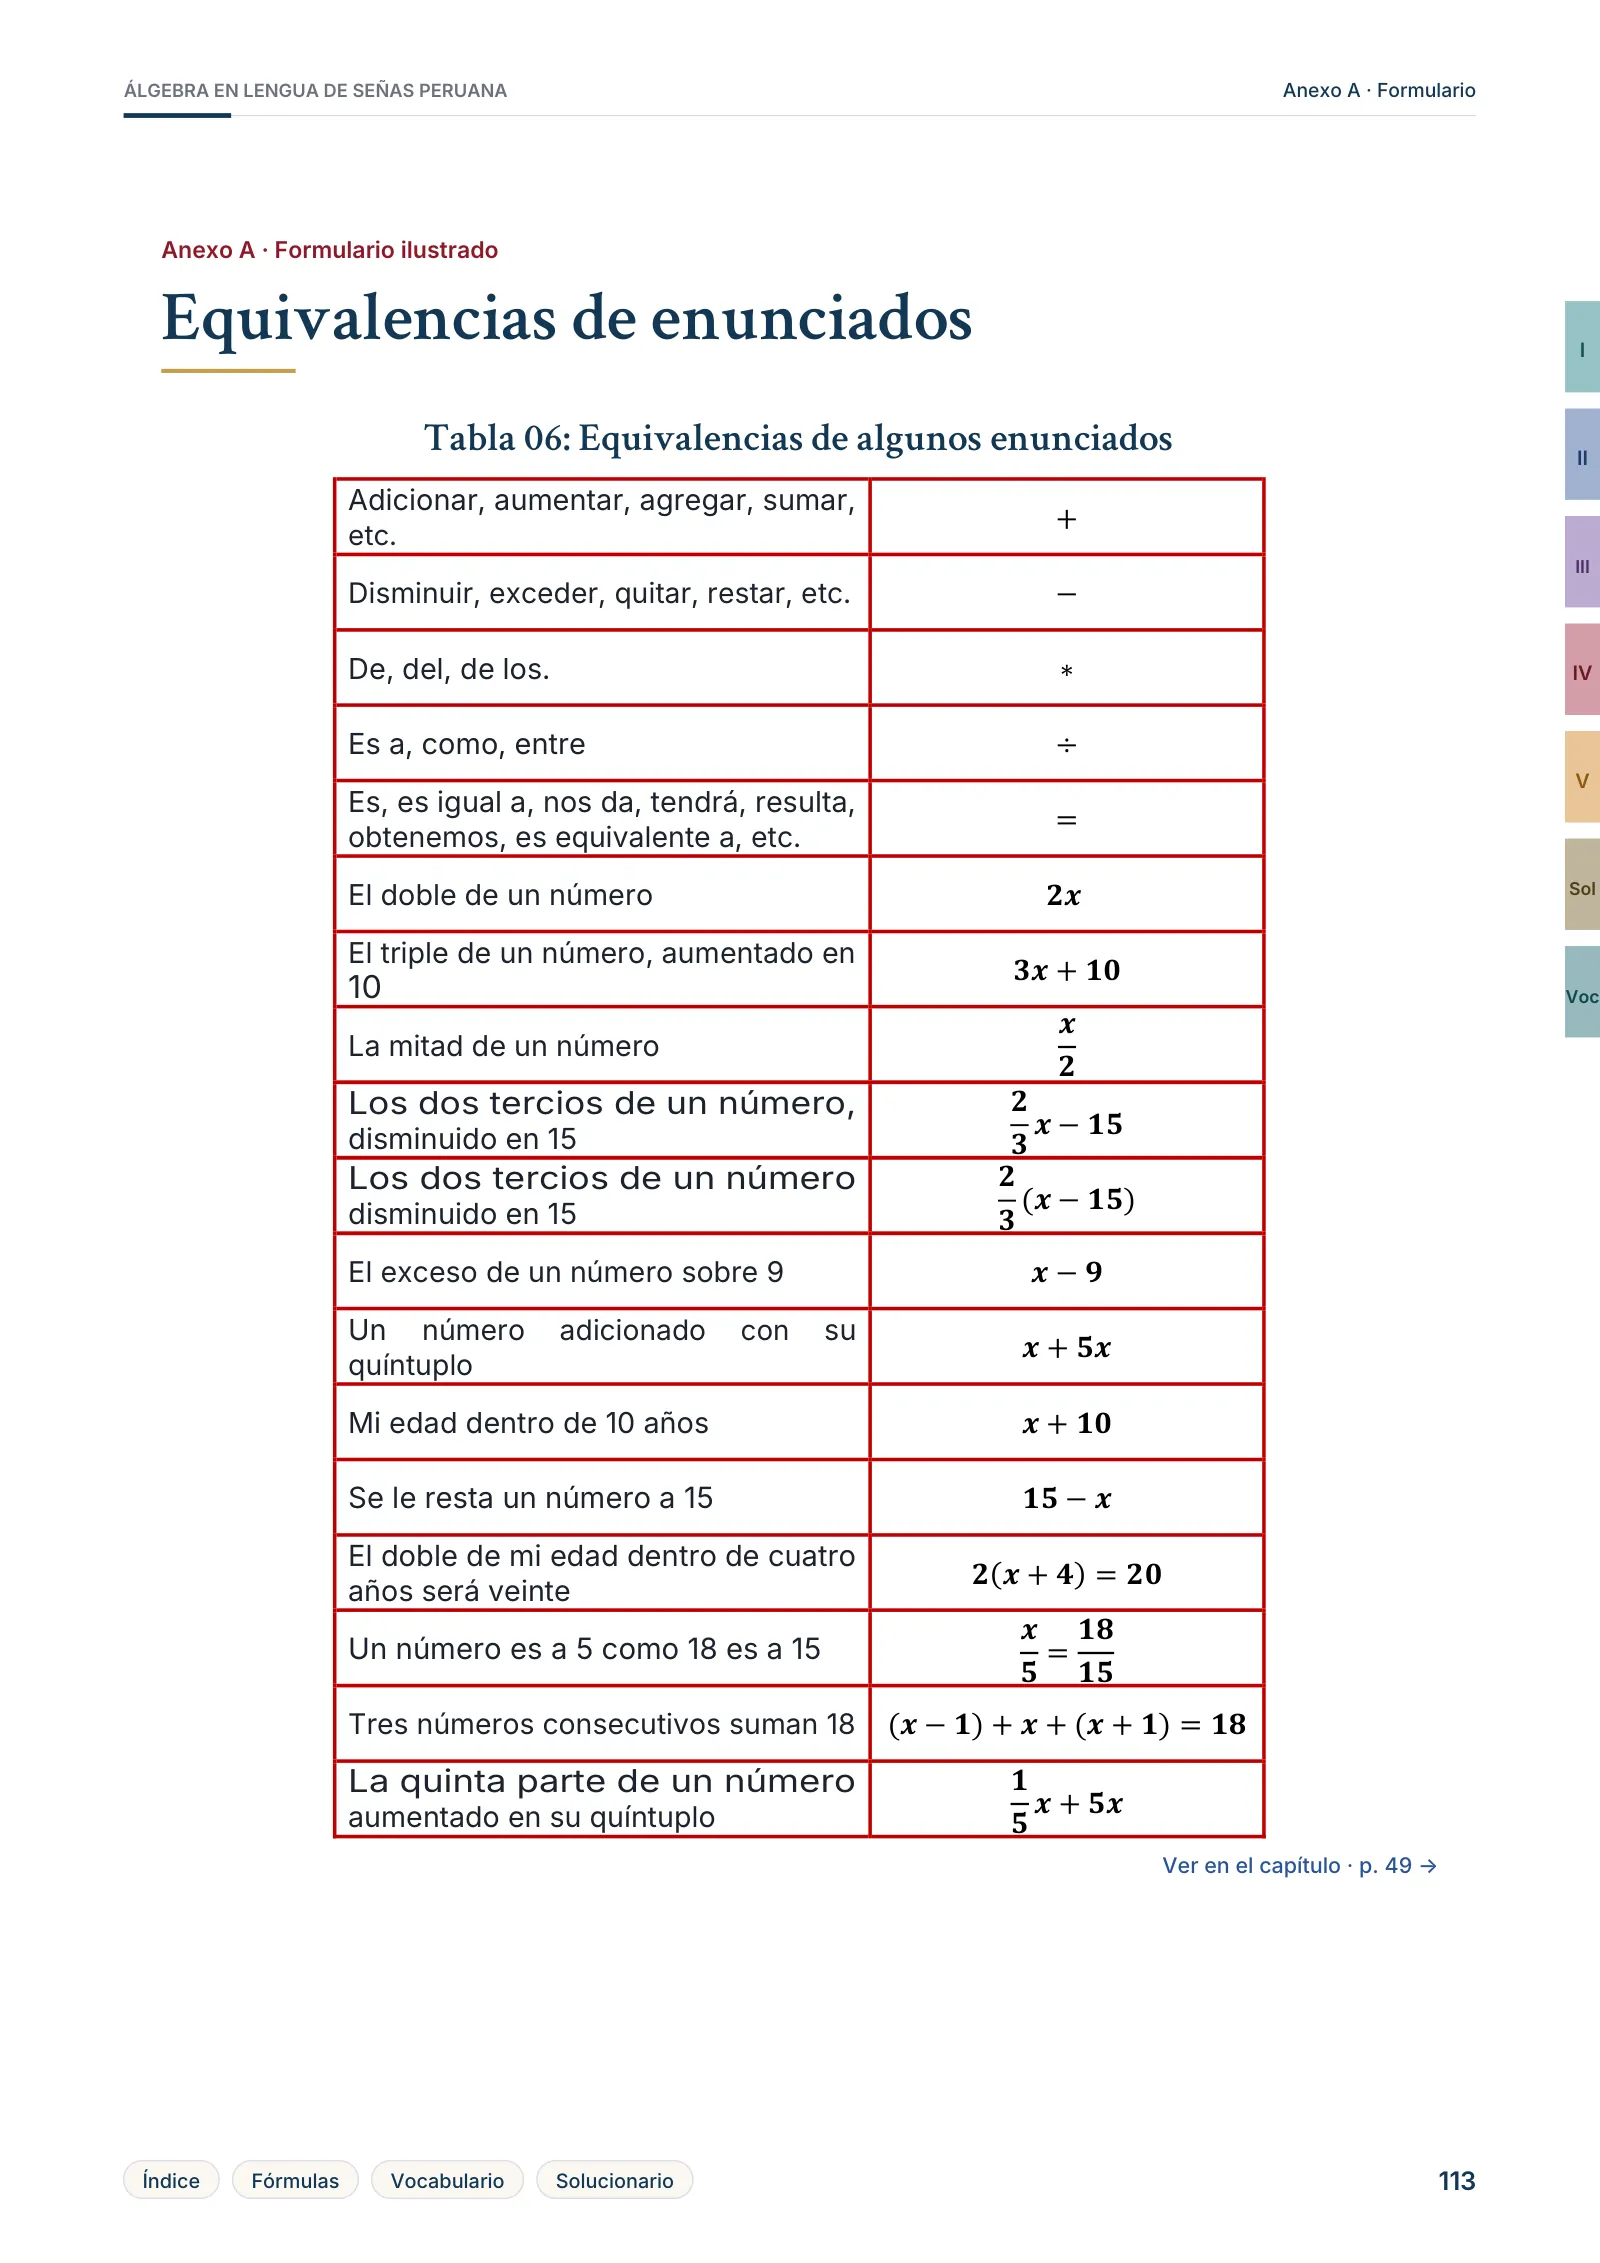 ÁLGEBRA EN LENGUA DE SEÑAS PERUANA
Anexo A · Formulario
Anexo A · Formulario ilustrado
Equivalencias de enunciados
Tabla 06: Equivalencias de algunos enunciados
Adicionar, aumentar, agregar, sumar,
etc.
+
Disminuir, exceder, quitar, restar, etc.
−
De, del, de los.
*
Es a, como, entre
÷
Es, es igual a, nos da, tendrá, resulta,
obtenemos, es equivalente a, etc.
=
El doble de un número
2x
El triple de un número, aumentado en
10
3x + 10
La mitad de un número
x/2
Los dos tercios de un número,
disminuido en 15
2/3 x − 15
Los dos tercios de un número
disminuido en 15
2/3 (x − 15)
El exceso de un número sobre 9
x − 9
Un número adicionado con su
quíntuplo
x + 5x
Mi edad dentro de 10 años
x + 10
Se le resta un número a 15
15 − x
El doble de mi edad dentro de cuatro
años será veinte
2(x + 4) = 20
Un número es a 5 como 18 es a 15
x/5 = 18/15
Tres números consecutivos suman 18
(x − 1) + x + (x + 1) = 18
La quinta parte de un número
aumentado en su quíntuplo
1/5 x + 5x
Ver en el capítulo · p. 49 →
I
II
III
IV
V
Sol
Voc
Índice
Fórmulas
Vocabulario
Solucionario
113